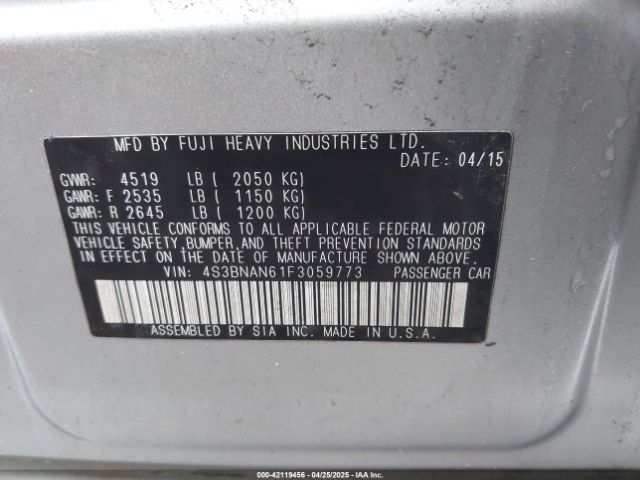 MFD BY FUJI HEAVY INDUSTRIES LTD.
DATE: 04/15
GVWR: 4519 LB ( 2050 KG)
GAWR: F 2535 LB ( 1150 KG)
GAWR: R 2645 LB ( 1200 KG)
THIS VEHICLE CONFORMS TO ALL APPLICABLE FEDERAL MOTOR
VEHICLE SAFETY, BUMPER, AND THEFT PREVENTION STANDARDS
IN EFFECT ON THE DATE OF MANUFACTURE SHOWN ABOVE.
VIN: 4S3BNAN61F3059773 PASSENGER CAR
ASSEMBLED BY SIA INC. MADE IN U.S.A.
000-42119456 - 04/25/2025 - IAA, Inc.